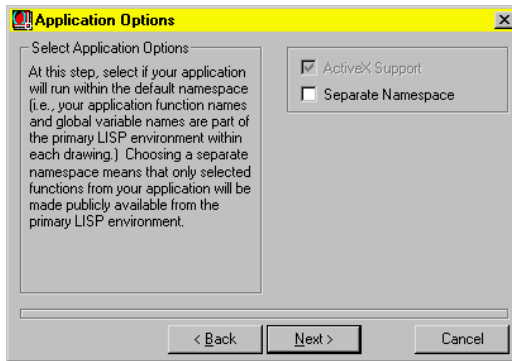 Application Options
Select Application Options
At this step, select if your application
will run within the default namespace
(i.e., your application function names
and global variable names are part of
the primary LISP environment within
each drawing.) Choosing a separate
namespace means that only selected
functions from your application will be
made publicly available from the
primary LISP environment.
ActiveX Support
Separate Namespace
< Back
Next >
Cancel